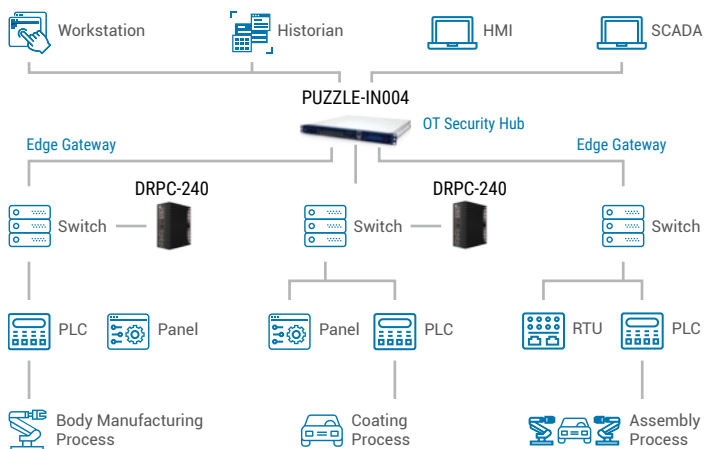 Workstation
Historian
HMI
SCADA
PUZZLE-IN004
OT Security Hub
Edge Gateway
Edge Gateway
DRPC-240
DRPC-240
Switch
Switch
Switch
PLC
Panel
Panel
PLC
RTU
PLC
Body Manufacturing
Process
Coating
Process
Assembly
Process